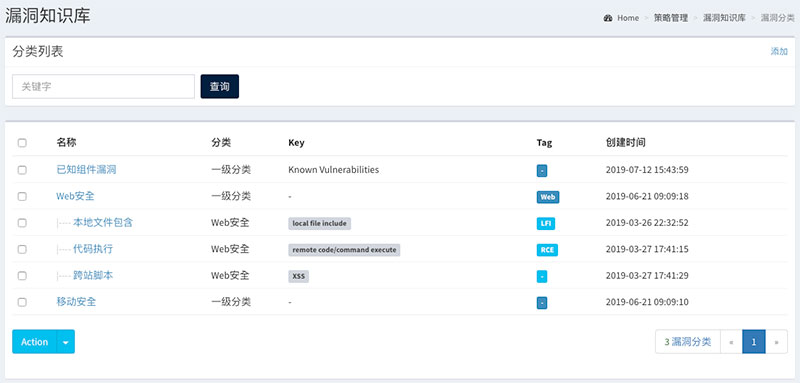 漏洞知识库
Home > 策略管理 > 漏洞知识库 > 漏洞分类
分类列表 添加
关键字 查询
名称 分类 Key Tag 创建时间
已知组件漏洞 一级分类 Known Vulnerabilities - 2019-07-12 15:43:59
Web安全 一级分类 - Web 2019-06-21 09:09:18
|---- 本地文件包含 Web安全 local file include LFI 2019-03-26 22:32:52
|---- 代码执行 Web安全 remote code/command execute RCE 2019-03-27 17:41:15
|---- 跨站脚本 Web安全 XSS - 2019-03-27 17:41:29
移动安全 一级分类 - - 2019-06-21 09:09:10
Action 3 漏洞分类 « 1 »